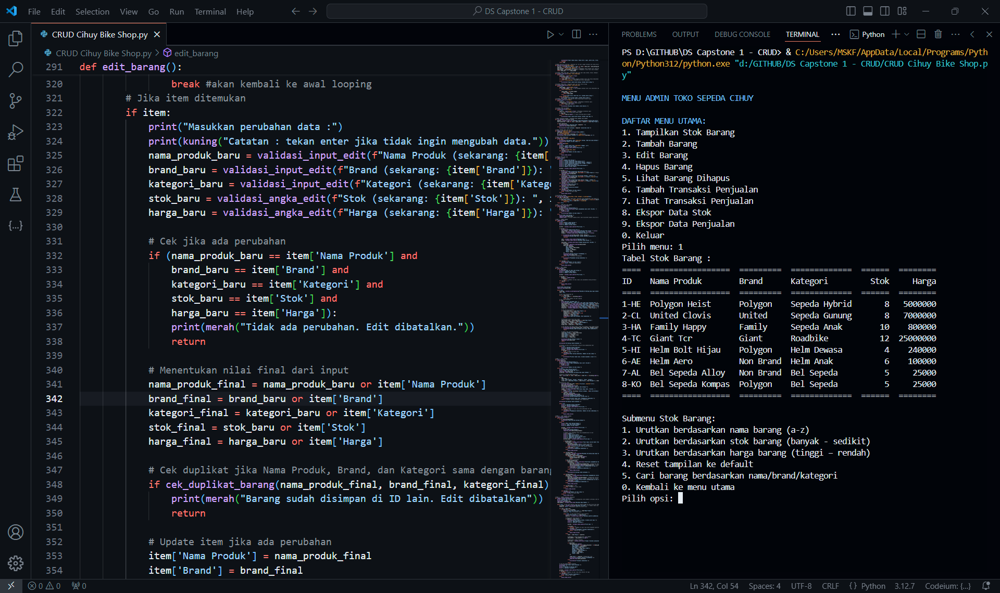 File Edit Selection View Go Run Terminal Help
DS Capstone 1 - CRUD
CRUD Cihuy Bike Shop.py
CRUD Cihuy Bike Shop.py > edit_barang
291 def edit_barang():
320 break #akan kembali ke awal looping
321 # Jika item ditemukan
322 if item:
323 print("Masukkan perubahan data :")
324 print(kuning("Catatan : tekan enter jika tidak ingin mengubah data."))
325 nama_produk_baru = validasi_input_edit(f"Nama Produk (sekarang: {item[
326 brand_baru = validasi_input_edit(f"Brand (sekarang: {item['Brand']}): "
327 kategori_baru = validasi_input_edit(f"Kategori (sekarang: {item['Katego
328 stok_baru = validasi_angka_edit(f"Stok (sekarang: {item['Stok']}): ",
329 harga_baru = validasi_angka_edit(f"Harga (sekarang: {item['Harga']}): "
330
331 # Cek jika ada perubahan
332 if (nama_produk_baru == item['Nama Produk'] and
333 brand_baru == item['Brand'] and
334 kategori_baru == item['Kategori'] and
335 stok_baru == item['Stok'] and
336 harga_baru == item['Harga']):
337 print(merah("Tidak ada perubahan. Edit dibatalkan."))
338 return
339
340 # Menentukan nilai final dari input
341 nama_produk_final = nama_produk_baru or item['Nama Produk']
342 brand_final = brand_baru or item['Brand']
343 kategori_final = kategori_baru or item['Kategori']
344 stok_final = stok_baru or item['Stok']
345 harga_final = harga_baru or item['Harga']
346
347 # Cek duplikat jika Nama Produk, Brand, dan Kategori sama dengan barang
348 if cek_duplikat_barang(nama_produk_final, brand_final, kategori_final)
349 print(merah("Barang sudah disimpan di ID lain. Edit dibatalkan"))
350 return
351
352 # Update item jika ada perubahan
353 item['Nama Produk'] = nama_produk_final
354 item['Brand'] = brand_final
PROBLEMS OUTPUT DEBUG CONSOLE TERMINAL ··· Python
PS D:\GITHUB\DS Capstone 1 - CRUD> & C:/Users/MSKF/AppData/Local/Programs/Pyth
on/Python312/python.exe "d:/GITHUB/DS Capstone 1 - CRUD/CRUD Cihuy Bike Shop.p
y"
MENU ADMIN TOKO SEPEDA CIHUY
DAFTAR MENU UTAMA:
1. Tampilkan Stok Barang
2. Tambah Barang
3. Edit Barang
4. Hapus Barang
5. Lihat Barang Dihapus
6. Tambah Transaksi Penjualan
7. Lihat Transaksi Penjualan
8. Ekspor Data Stok
9. Ekspor Data Penjualan
0. Keluar
Pilih menu: 1
Tabel Stok Barang :
==== ================= ========= ============= ====== ========
ID Nama Produk Brand Kategori Stok Harga
==== ================= ========= ============= ====== ========
1-HE Polygon Heist Polygon Sepeda Hybrid 8 5000000
2-CL United Clovis United Sepeda Gunung 8 7000000
3-HA Family Happy Family Sepeda Anak 10 800000
4-TC Giant Tcr Giant Roadbike 12 25000000
5-HI Helm Bolt Hijau Polygon Helm Dewasa 4 240000
6-AE Helm Aero Non Brand Helm Anak 6 100000
7-AL Bel Sepeda Alloy Non Brand Bel Sepeda 5 25000
8-KO Bel Sepeda Kompas Polygon Bel Sepeda 5 25000
==== ================= ========= ============= ====== ========
Submenu Stok Barang:
1. Urutkan berdasarkan nama barang (a-z)
2. Urutkan berdasarkan stok barang (banyak - sedikit)
3. Urutkan berdasarkan harga barang (tinggi – rendah)
4. Reset tampilan ke default
5. Cari barang berdasarkan nama/brand/kategori
0. Kembali ke menu utama
Pilih opsi:
0 0 0 Ln 342, Col 54 Spaces: 4 UTF-8 CRLF {} Python 3.12.7 Codeium: {...}